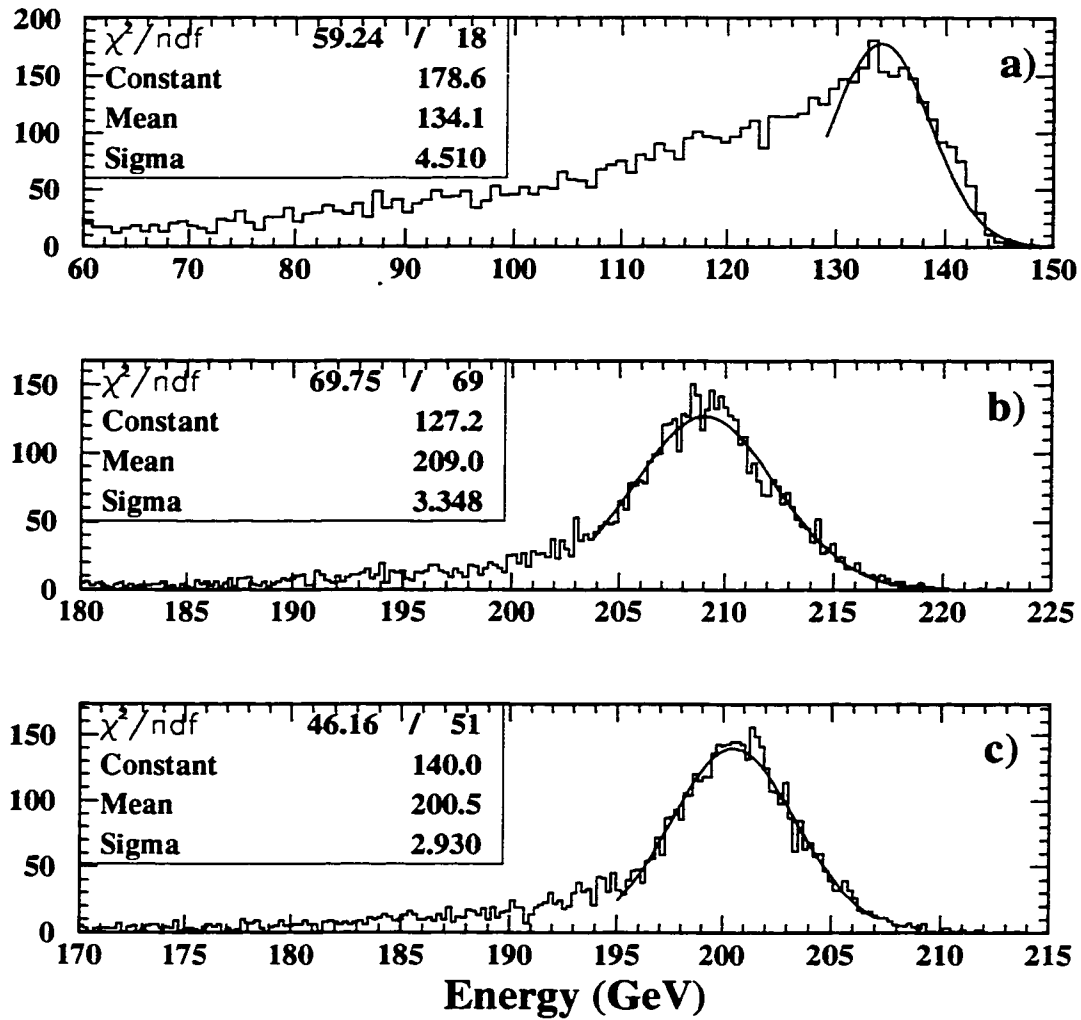 200
150
100
50
0
χ²/ndf 59.24 / 18
Constant 178.6
Mean 134.1
Sigma 4.510
a)
60 70 80 90 100 110 120 130 140 150
150
100
50
0
χ²/ndf 69.75 / 69
Constant 127.2
Mean 209.0
Sigma 3.348
b)
180 185 190 195 200 205 210 215 220 225
150
100
50
0
χ²/ndf 46.16 / 51
Constant 140.0
Mean 200.5
Sigma 2.930
c)
170 175 180 185 190 195 200 205 210 215
Energy (GeV)